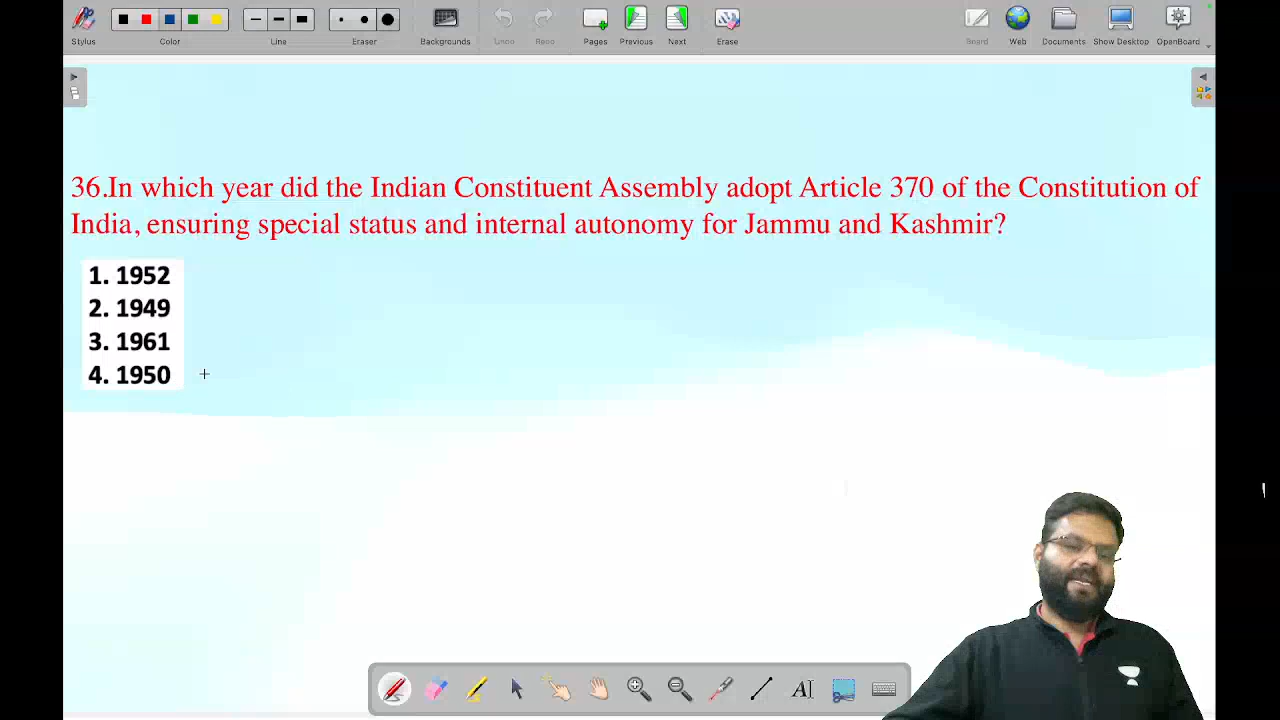 Stylus
Color
Line
Eraser
Backgrounds
Undo
Redo
Pages
Previous
Next
Erase
Board
Web
Documents
Show Desktop
OpenBoard
36.In which year did the Indian Constituent Assembly adopt Article 370 of the Constitution of
India, ensuring special status and internal autonomy for Jammu and Kashmir?
1. 1952
2. 1949
3. 1961
4. 1950